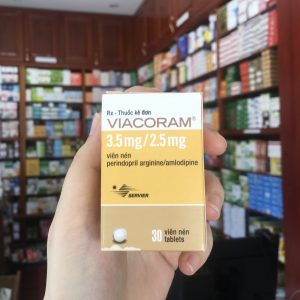 Rx - Thuốc kê đơn
VIACORAM®
3.5mg/2.5mg
viên nén
perindopril arginine/amlodipine
SERVIER
30 viên nén
tablets